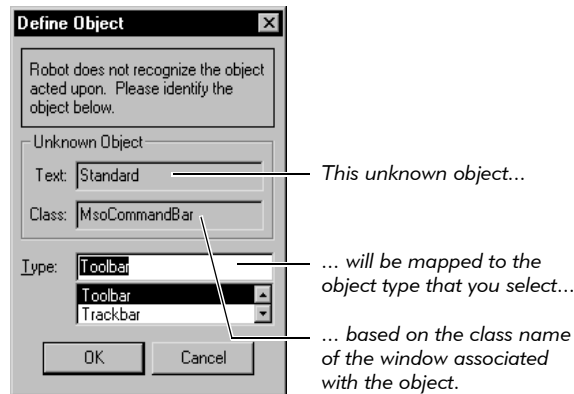 Define Object
Robot does not recognize the object
acted upon. Please identify the
object below.
Unknown Object
Text: Standard
Class: MsoCommandBar
Type: Toolbar
Toolbar
Trackbar
OK Cancel
This unknown object...
... will be mapped to the
object type that you select...
... based on the class name
of the window associated
with the object.